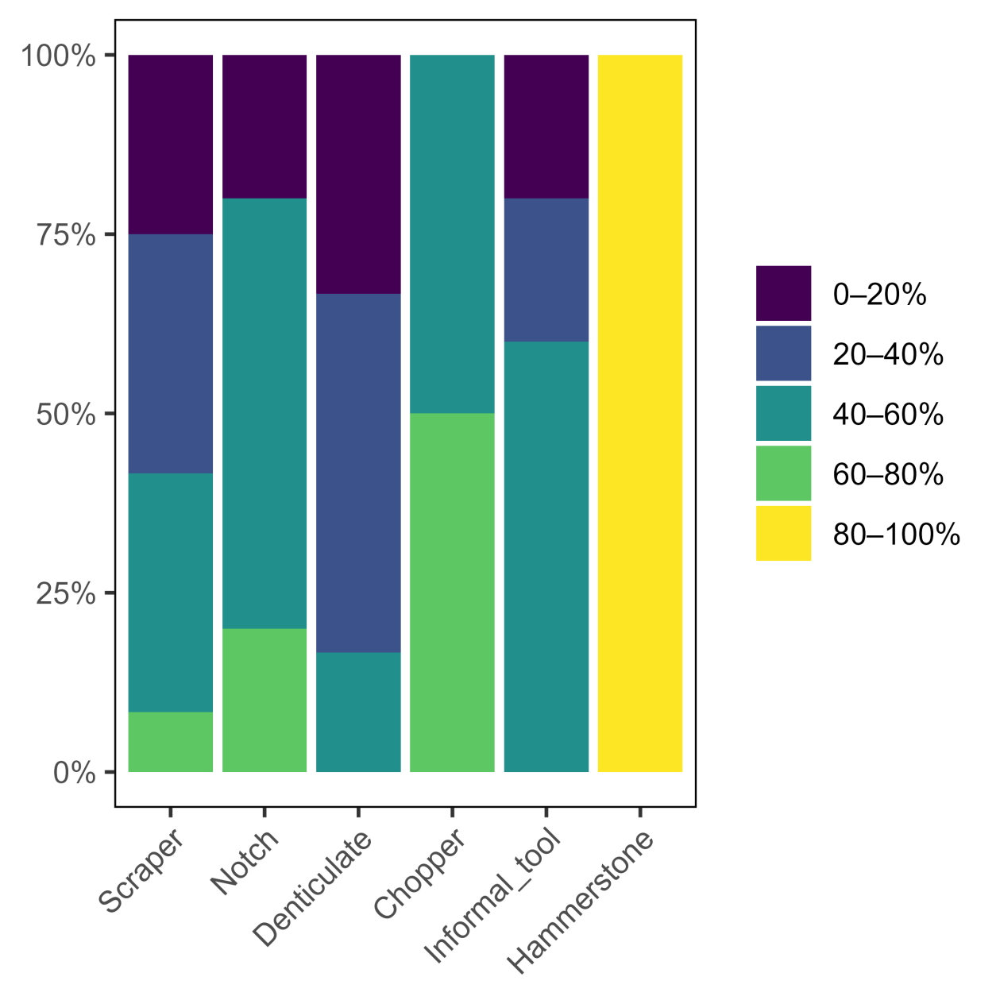 100%
75%
50%
25%
0%
Scraper
Notch
Denticulate
Chopper
Informal_tool
Hammerstone
0–20%
20–40%
40–60%
60–80%
80–100%